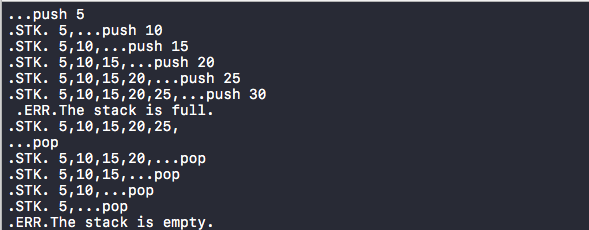 ...push 5
.STK. 5,...push 10
.STK. 5,10,...push 15
.STK. 5,10,15,...push 20
.STK. 5,10,15,20,...push 25
.STK. 5,10,15,20,25,...push 30
 .ERR.The stack is full.
.STK. 5,10,15,20,25,
...pop
.STK. 5,10,15,20,...pop
.STK. 5,10,15,...pop
.STK. 5,10,...pop
.STK. 5,...pop
.ERR.The stack is empty.